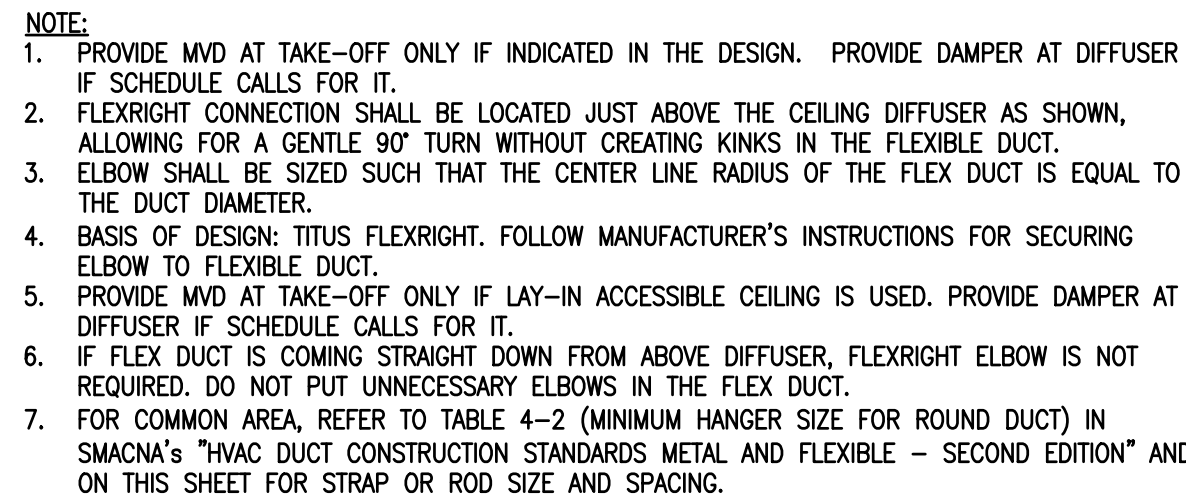 NOTE:
1. PROVIDE MVD AT TAKE-OFF ONLY IF INDICATED IN THE DESIGN. PROVIDE DAMPER AT DIFFUSER
IF SCHEDULE CALLS FOR IT.
2. FLEXRIGHT CONNECTION SHALL BE LOCATED JUST ABOVE THE CEILING DIFFUSER AS SHOWN,
ALLOWING FOR A GENTLE 90° TURN WITHOUT CREATING KINKS IN THE FLEXIBLE DUCT.
3. ELBOW SHALL BE SIZED SUCH THAT THE CENTER LINE RADIUS OF THE FLEX DUCT IS EQUAL TO
THE DUCT DIAMETER.
4. BASIS OF DESIGN: TITUS FLEXRIGHT. FOLLOW MANUFACTURER'S INSTRUCTIONS FOR SECURING
ELBOW TO FLEXIBLE DUCT.
5. PROVIDE MVD AT TAKE-OFF ONLY IF LAY-IN ACCESSIBLE CEILING IS USED. PROVIDE DAMPER AT
DIFFUSER IF SCHEDULE CALLS FOR IT.
6. IF FLEX DUCT IS COMING STRAIGHT DOWN FROM ABOVE DIFFUSER, FLEXRIGHT ELBOW IS NOT
REQUIRED. DO NOT PUT UNNECESSARY ELBOWS IN THE FLEX DUCT.
7. FOR COMMON AREA, REFER TO TABLE 4-2 (MINIMUM HANGER SIZE FOR ROUND DUCT) IN
SMACNA's "HVAC DUCT CONSTRUCTION STANDARDS METAL AND FLEXIBLE - SECOND EDITION" AND
ON THIS SHEET FOR STRAP OR ROD SIZE AND SPACING.